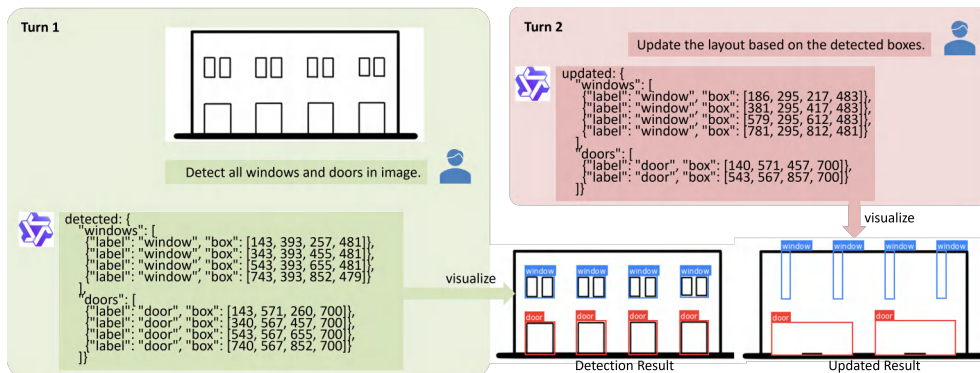 Turn 1
Detect all windows and doors in image.
detected: {
"windows": [
{"label": "window", "box": [143, 393, 257, 481]},
{"label": "window", "box": [343, 393, 455, 481]},
{"label": "window", "box": [543, 393, 655, 481]},
{"label": "window", "box": [743, 393, 852, 479]}
],
"doors": [
{"label": "door", "box": [143, 571, 260, 700]},
{"label": "door", "box": [340, 567, 457, 700]},
{"label": "door", "box": [543, 567, 655, 700]},
{"label": "door", "box": [740, 567, 852, 700]}
]}
visualize
Turn 2
Update the layout based on the detected boxes.
updated: {
"windows": [
{"label": "window", "box": [186, 295, 217, 483]},
{"label": "window", "box": [381, 295, 417, 483]},
{"label": "window", "box": [579, 295, 612, 483]},
{"label": "window", "box": [781, 295, 812, 481]}
],
"doors": [
{"label": "door", "box": [140, 571, 457, 700]},
{"label": "door", "box": [543, 567, 857, 700]}
]}
visualize
window window window window
door door door door
Detection Result
window window window window
door door
Updated Result